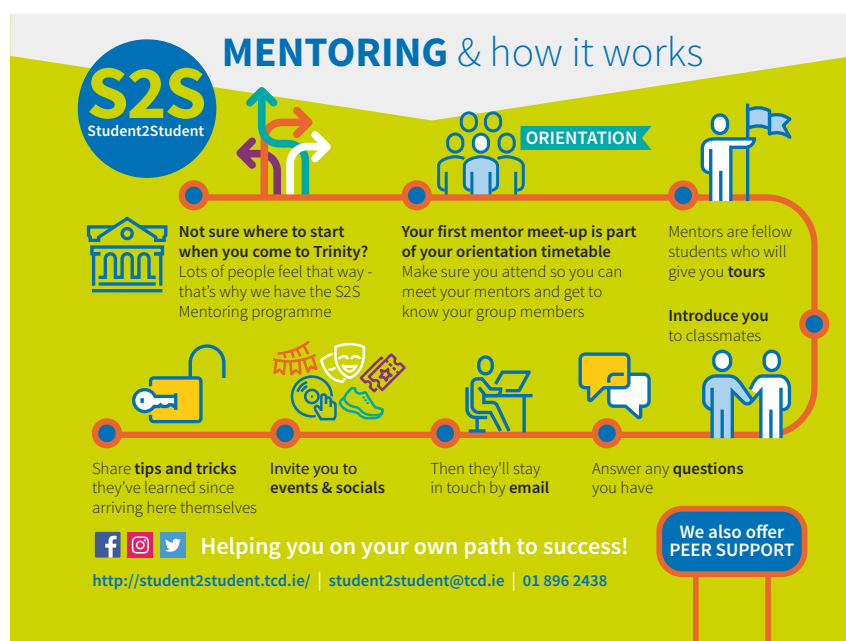 MENTORING & how it works
S2S
Student2Student
ORIENTATION
Not sure where to start
when you come to Trinity?
Lots of people feel that way -
that's why we have the S2S
Mentoring programme
Your first mentor meet-up is part
of your orientation timetable
Make sure you attend so you can
meet your mentors and get to
know your group members
Mentors are fellow
students who will
give you tours
Introduce you
to classmates
Answer any questions
you have
Then they'll stay
in touch by email
Invite you to
events & socials
Share tips and tricks
they've learned since
arriving here themselves
Helping you on your own path to success!
http://student2student.tcd.ie/ | student2student@tcd.ie | 01 896 2438
We also offer
PEER SUPPORT